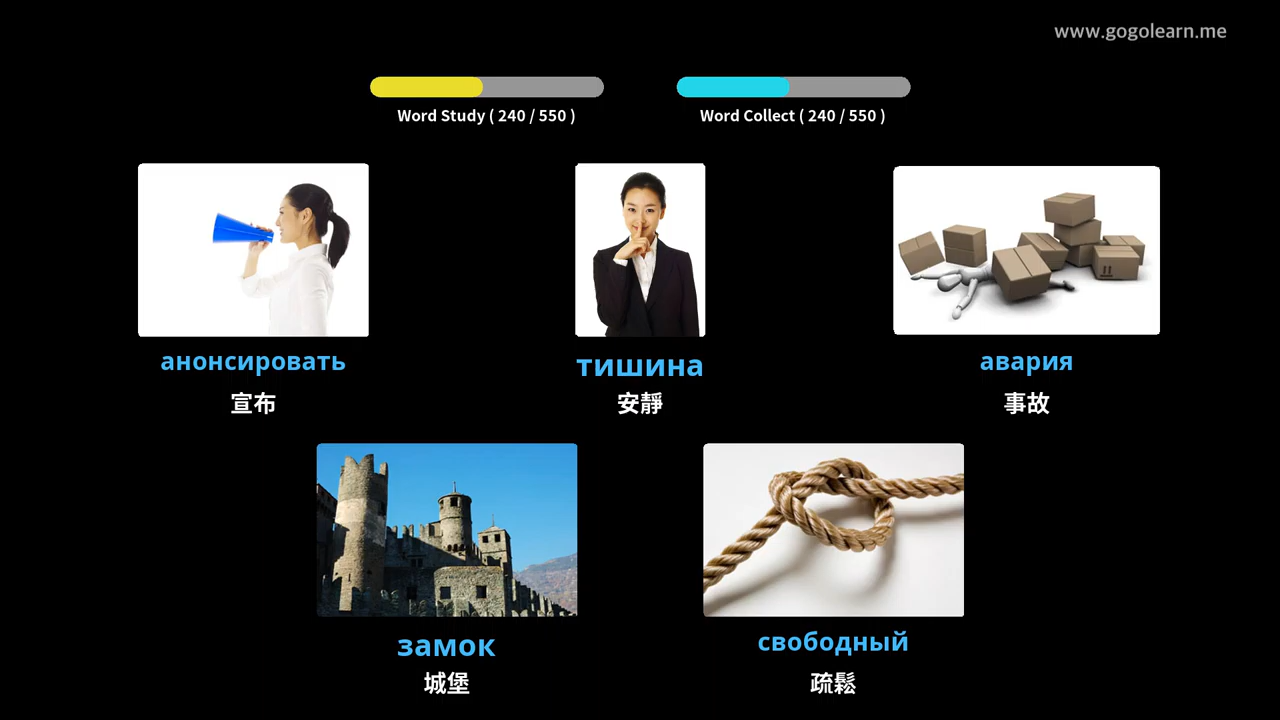 www.gogolearn.me
Word Study ( 240 / 550 )
Word Collect ( 240 / 550 )
анонсировать
宣布
тишина
安靜
авария
事故
замок
城堡
свободный
疏鬆